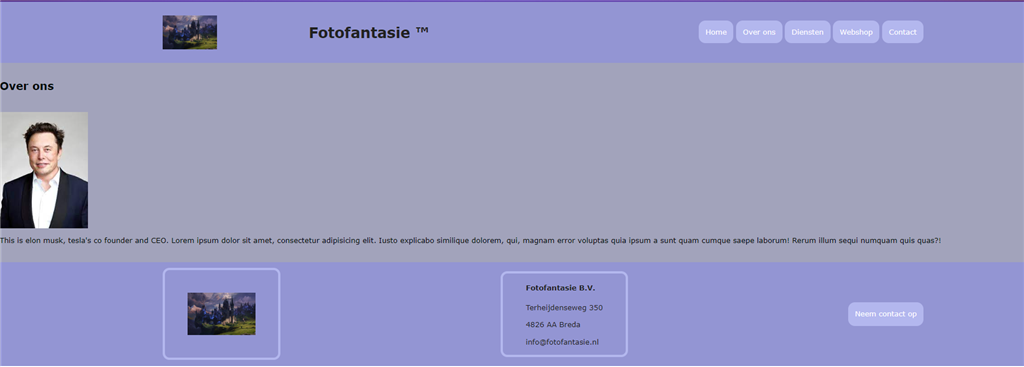 Fotofantasie ™
Home Over ons Diensten Webshop Contact
Over ons
This is elon musk, tesla's co founder and CEO. Lorem ipsum dolor sit amet, consectetur adipisicing elit. Iusto explicabo similique dolorem, qui, magnam error voluptas quia ipsum a sunt quam cumque saepe laborum! Rerum illum sequi numquam quis quas?!
Fotofantasie B.V.
Terheijdenseweg 350
4826 AA Breda
info@fotofantasie.nl
Neem contact op